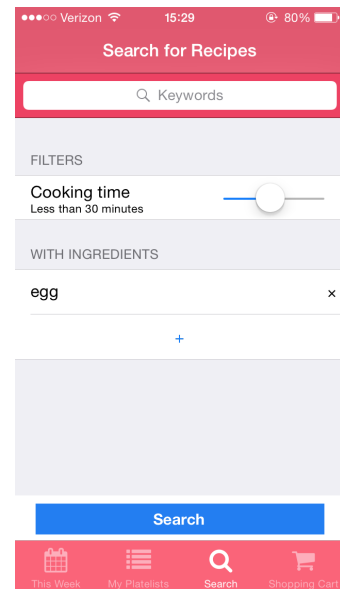 Verizon 15:29 80%
Search for Recipes
Keywords
FILTERS
Cooking time
Less than 30 minutes
WITH INGREDIENTS
egg ×
+
Search
This Week My Platelists Search Shopping Cart